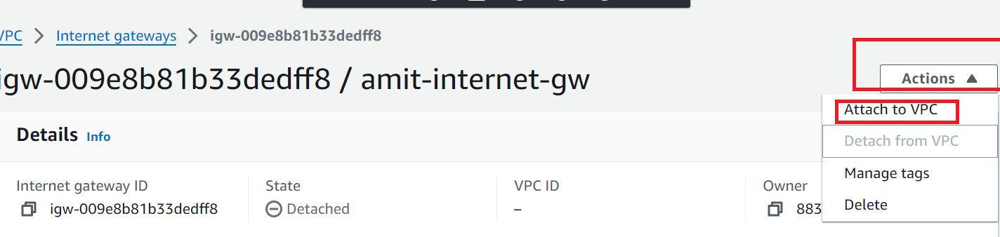 VPC > Internet gateways > igw-009e8b81b33dedff8
igw-009e8b81b33dedff8 / amit-internet-gw
Actions
Attach to VPC
Detach from VPC
Manage tags
Delete
Details Info
Internet gateway ID
igw-009e8b81b33dedff8
State
Detached
VPC ID
–
Owner
883